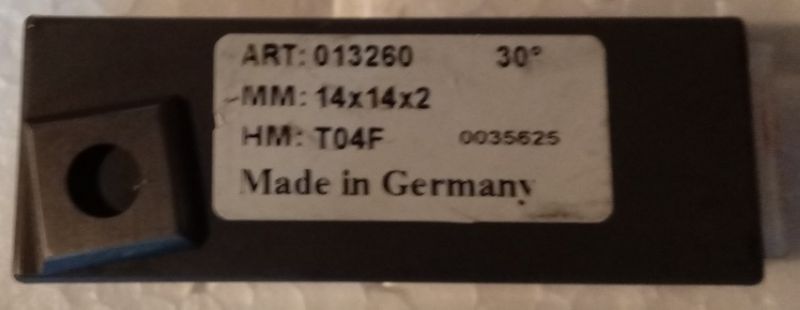 ART: 013260 30°
MM: 14x14x2
HM: T04F 0035625
Made in Germany